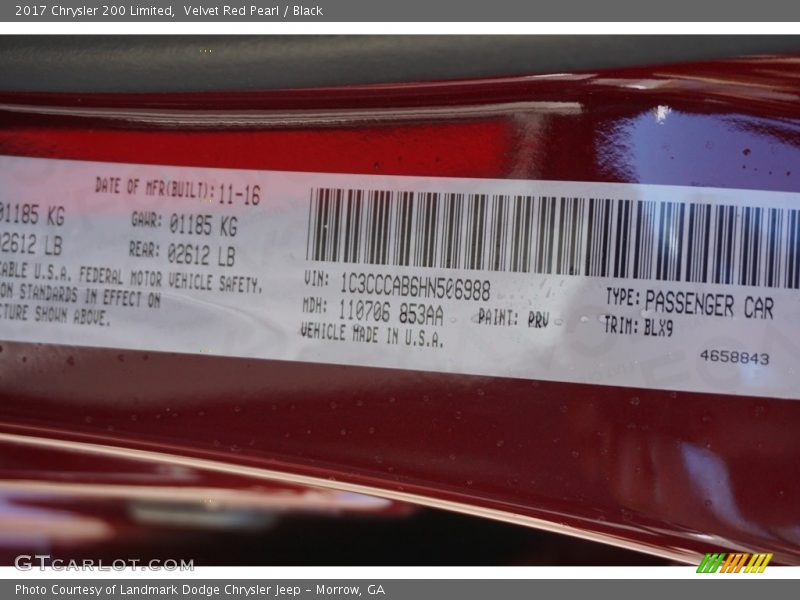 2017 Chrysler 200 Limited, Velvet Red Pearl / Black
DATE OF MFR(BUILT): 11-16
01185 KG
GAWR: 01185 KG
02612 LB
REAR: 02612 LB
U.S.A. FEDERAL MOTOR VEHICLE SAFETY,
STANDARDS IN EFFECT ON
SHOWN ABOVE.
VIN: 1C3CCCAB6HN506988
MDH: 110706 853AA
PAINT: PRV
VEHICLE MADE IN U.S.A.
TYPE: PASSENGER CAR
TRIM: BLX9
4658843
GTCARLOT.COM
Photo Courtesy of Landmark Dodge Chrysler Jeep – Morrow, GA